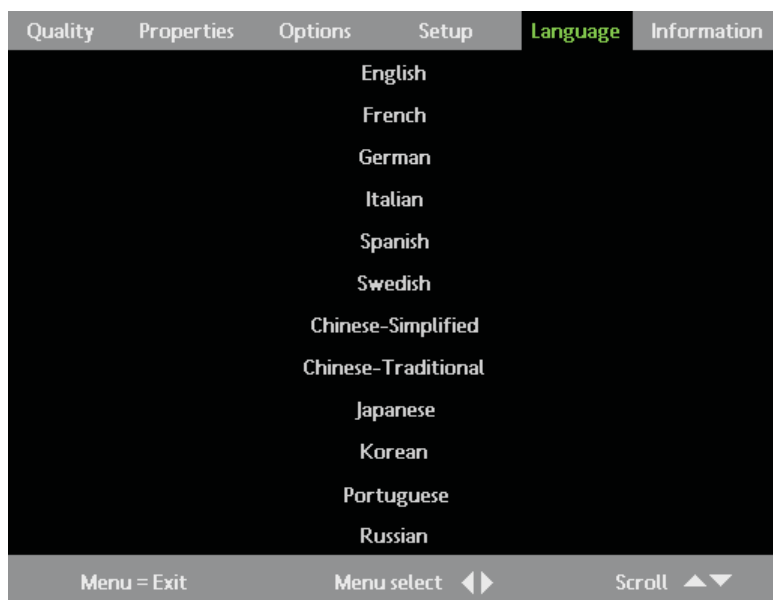 Quality Properties Options Setup Language Information
English
French
German
Italian
Spanish
Swedish
Chinese-Simplified
Chinese-Traditional
Japanese
Korean
Portuguese
Russian
Menu = Exit Menu select Scroll